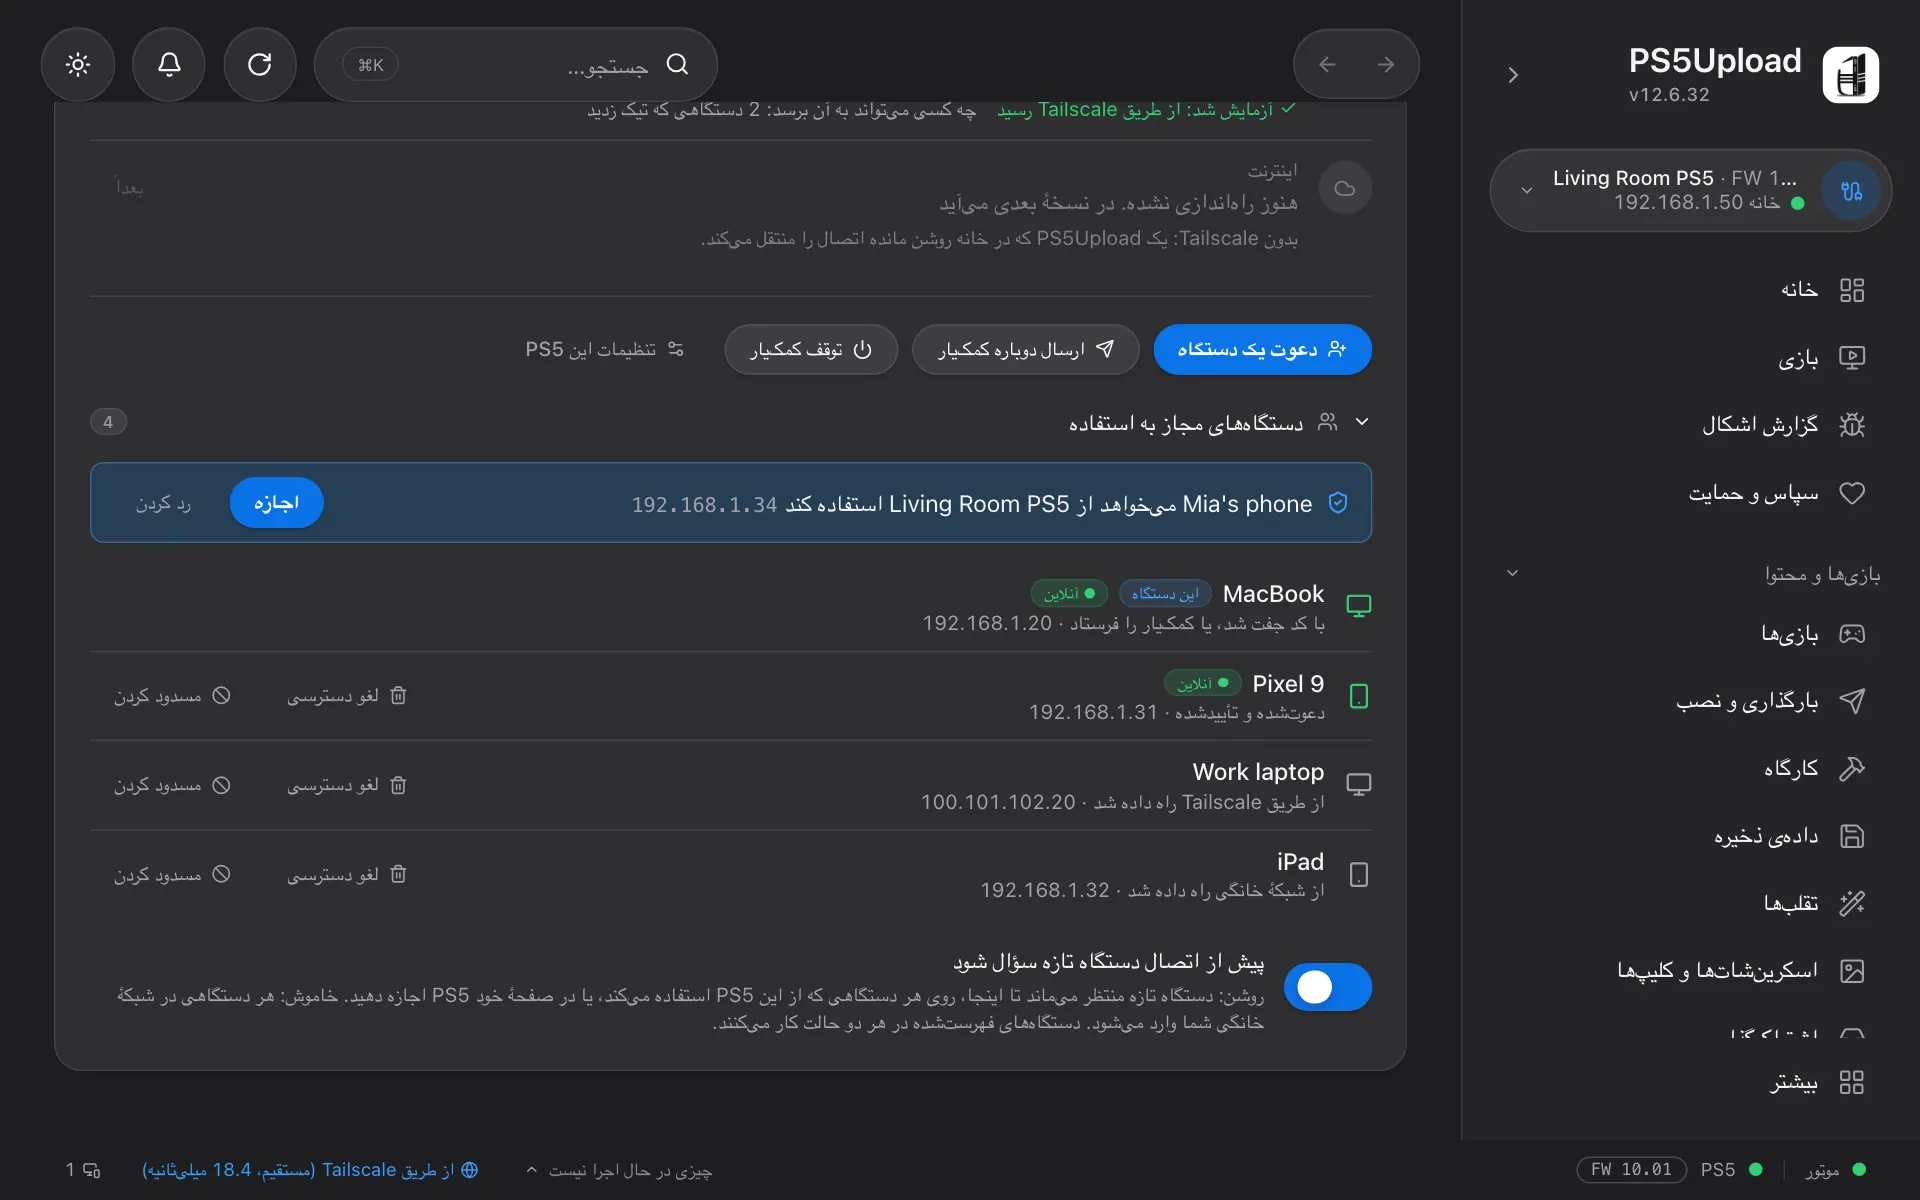 PS5Upload
v12.6.32
Living Room PS5 · FW 1...
خانه 192.168.1.50
خانه
بازی
گزارش اشکال
سپاس و حمایت
بازی‌ها و محتوا
بازی‌ها
بارگذاری و نصب
کارگاه
داده‌ی ذخیره
تقلب‌ها
اسکرین‌شات‌ها و کلیپ‌ها
بیشتر
جستجو...
⌘K
آزمایش شد: از طریق Tailscale رسید چه کسی می‌تواند به آن برسد: 2 دستگاهی که تیک زدید
اینترنت
هنوز راه‌اندازی نشده. در نسخهٔ بعدی می‌آید
بعداً
بدون Tailscale: یک PS5Upload که در خانه روشن مانده اتصال را منتقل می‌کند.
دعوت یک دستگاه
ارسال دوباره کمک‌یار
توقف کمک‌یار
تنظیمات این PS5
دستگاه‌های مجاز به استفاده
4
Mia's phone می‌خواهد از Living Room PS5 استفاده کند 192.168.1.34
اجازه
رد کردن
MacBook این دستگاه آنلاین
با کد جفت شد، یا کمک‌یار را فرستاد · 192.168.1.20
Pixel 9 آنلاین
دعوت‌شده و تأییدشده · 192.168.1.31
لغو دسترسی
مسدود کردن
Work laptop
از طریق Tailscale راه داده شد · 100.101.102.20
لغو دسترسی
مسدود کردن
iPad
از شبکهٔ خانگی راه داده شد · 192.168.1.32
لغو دسترسی
مسدود کردن
پیش از اتصال دستگاه تازه سؤال شود
روشن: دستگاه تازه منتظر می‌ماند تا اینجا، روی هر دستگاهی که از این PS5 استفاده می‌کند، یا در صفحهٔ خود PS5 اجازه دهید. خاموش: هر دستگاهی در شبکهٔ
خانگی شما وارد می‌شود. دستگاه‌های فهرست‌شده در هر دو حالت کار می‌کنند.
موتور
PS5
FW 10.01
چیزی در حال اجرا نیست
از طریق Tailscale (مستقیم، 18.4 میلی‌ثانیه)
1